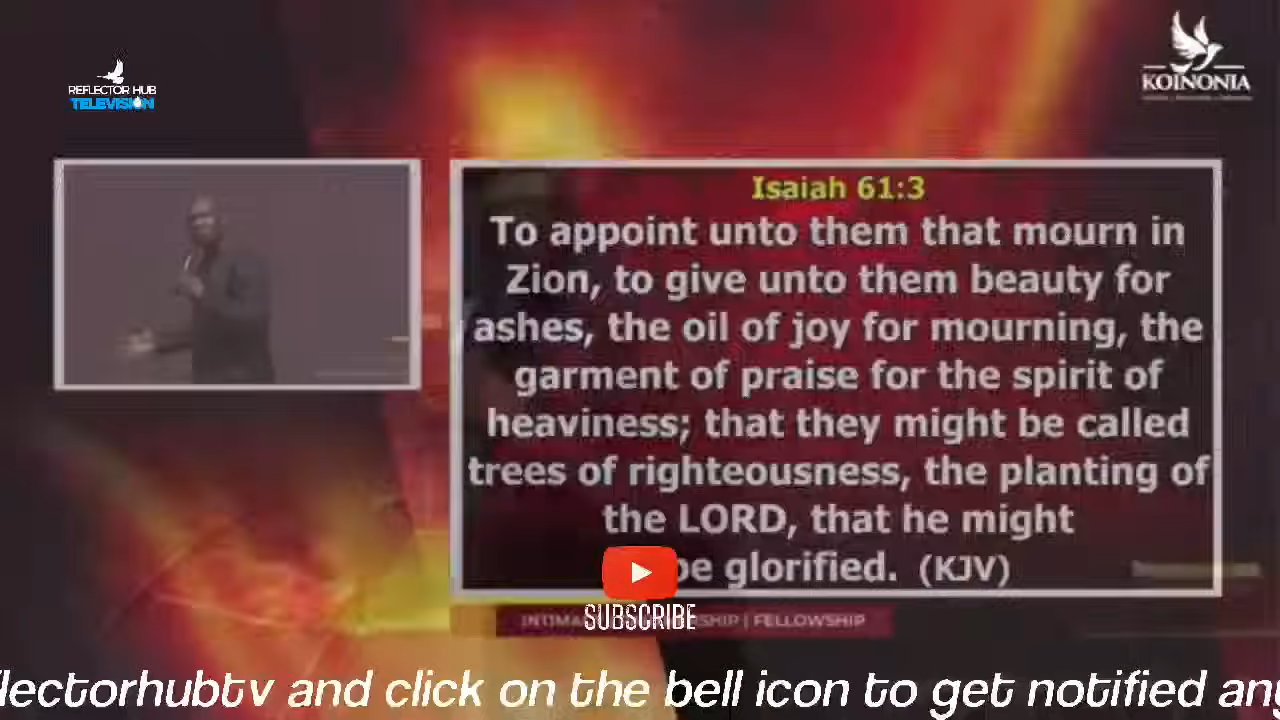 REFLECTOR HUB
TELEVISION
KOINONIA
Isaiah 61:3
To appoint unto them that mourn in
Zion, to give unto them beauty for
ashes, the oil of joy for mourning, the
garment of praise for the spirit of
heaviness; that they might be called
trees of righteousness, the planting of
the LORD, that he might
be glorified. (KJV)
SUBSCRIBE
| FELLOWSHIP
lectorhubtv and click on the bell icon to get notified an